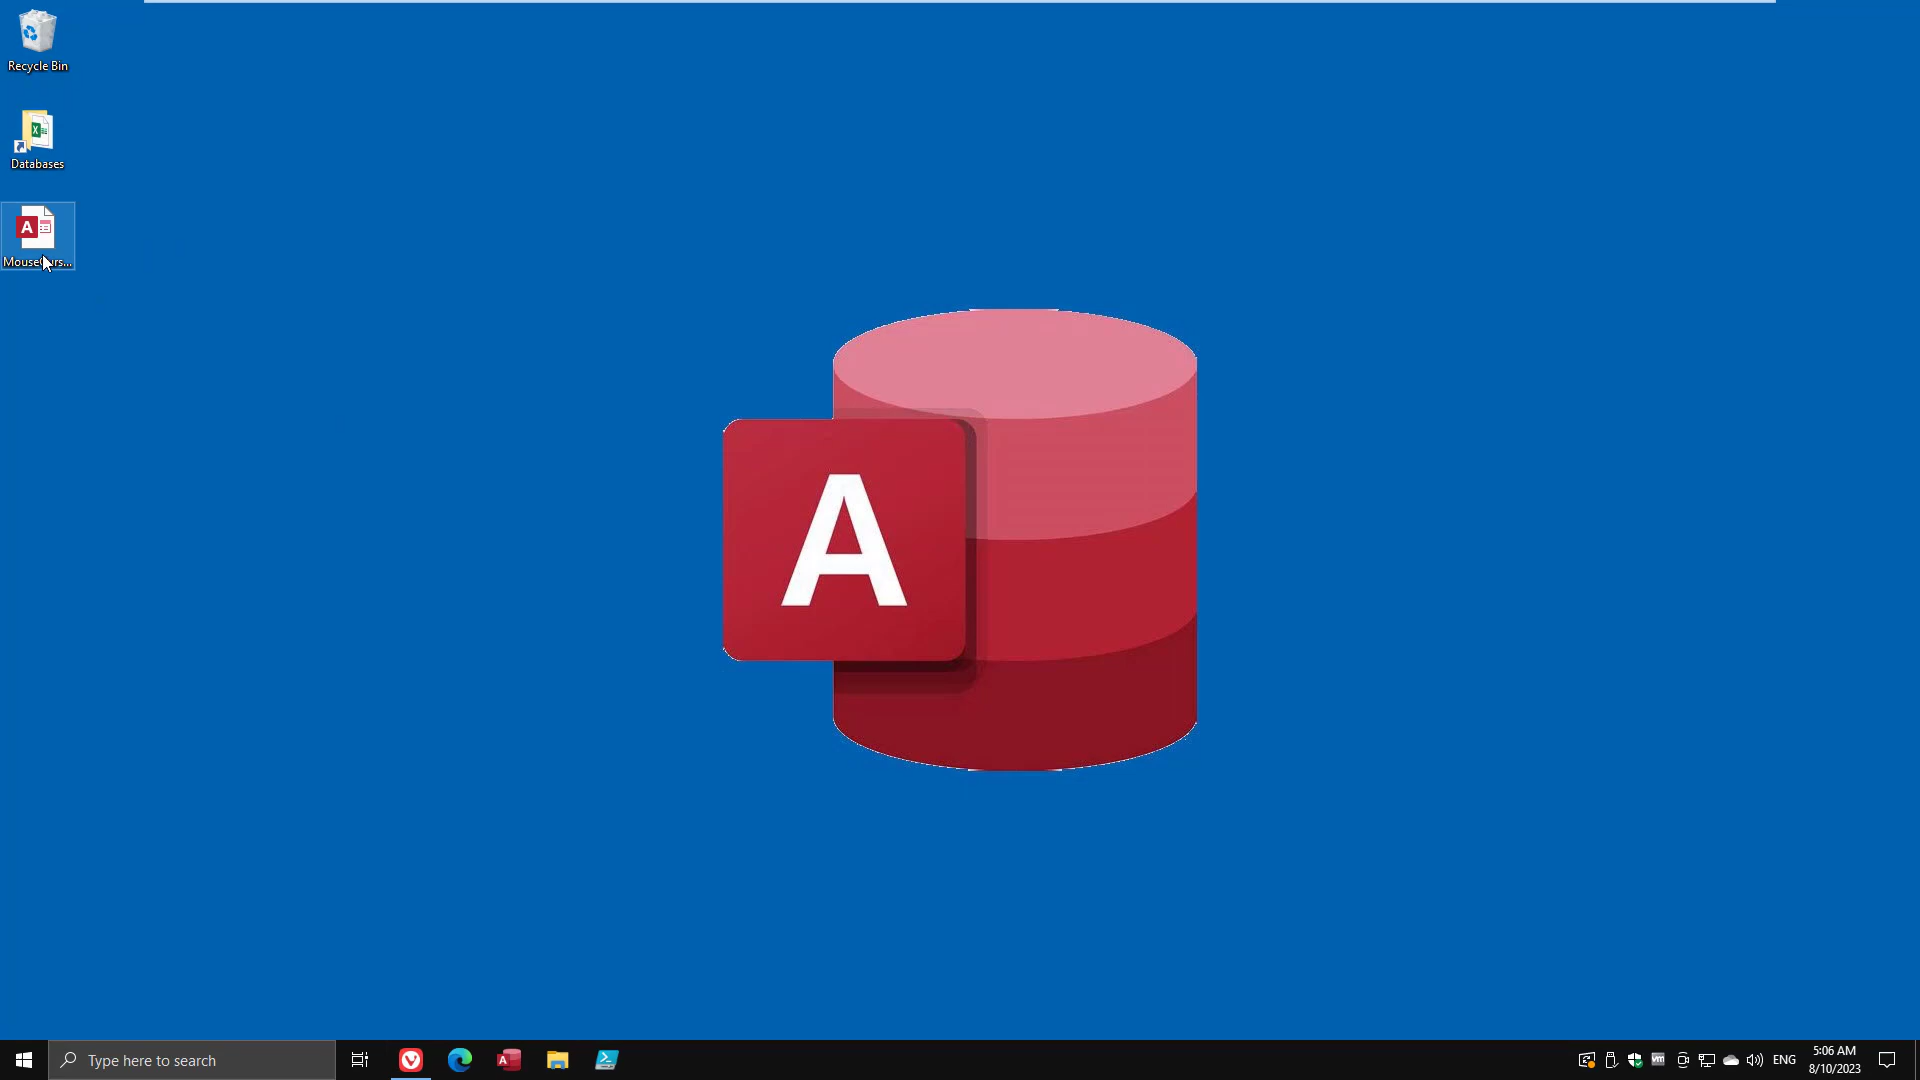 Recycle Bin
Databases
A
A
Type here to search
A
ENG
5:06 AM
8/10/2023